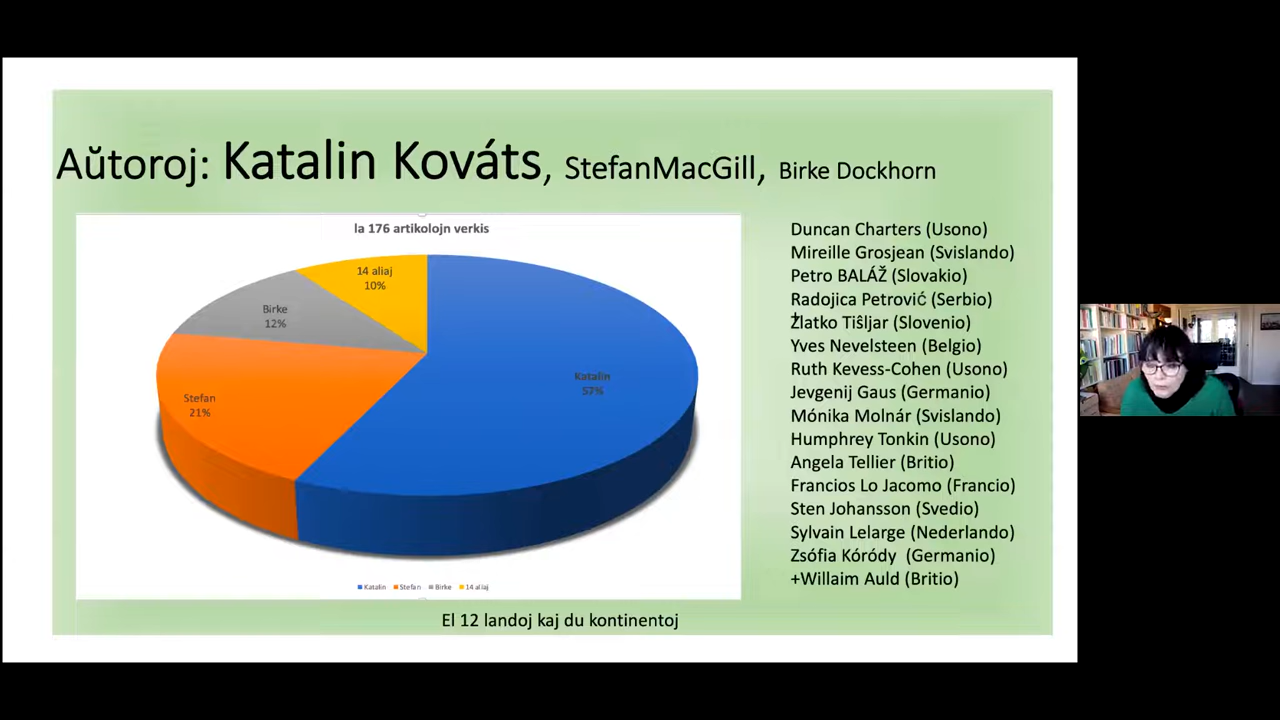 Aŭtoroj: Katalin Kováts, StefanMacGill, Birke Dockhorn
la 176 artikolojn verkis
14 aliaj
10%
Birke
12%
Katalin
57%
Stefan
21%
Katalin Stefan Birke 14 aliaj
Duncan Charters (Usono)
Mireille Grosjean (Svislando)
Petro BALÁŽ (Slovakio)
Radojica Petrović (Serbio)
Zlatko Tiŝljar (Slovenio)
Yves Nevelsteen (Belgio)
Ruth Kevess-Cohen (Usono)
Jevgenij Gaus (Germanio)
Mónika Molnár (Svislando)
Humphrey Tonkin (Usono)
Angela Tellier (Britio)
Francios Lo Jacomo (Francio)
Sten Johansson (Svedio)
Sylvain Lelarge (Nederlando)
Zsófia Kóródy (Germanio)
+Willaim Auld (Britio)
El 12 landoj kaj du kontinentoj